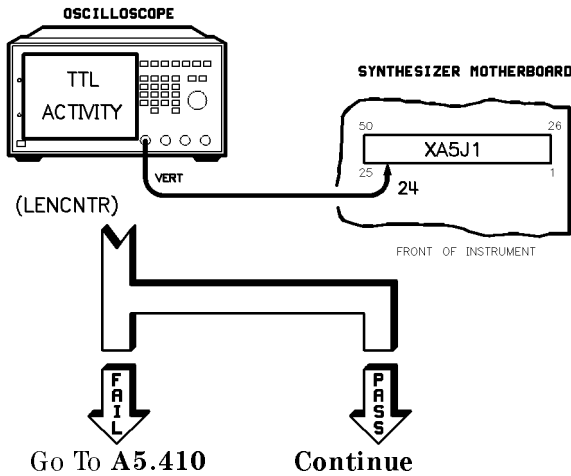 OSCILLOSCOPE
TTL
ACTIVITY
SYNTHESIZER MOTHERBOARD
50
26
XA5J1
25
1
VERT
24
(LENCNTR)
FRONT OF INSTRUMENT
FAIL
PASS
Go To A5.410
Continue